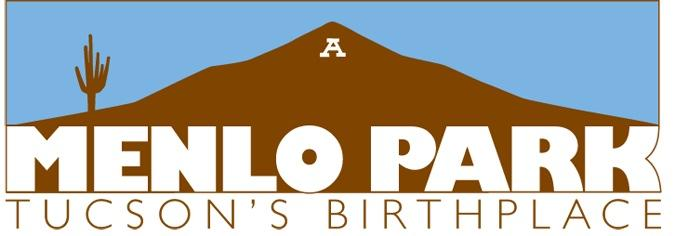 A
MENLO PARK
TUCSON'S BIRTHPLACE